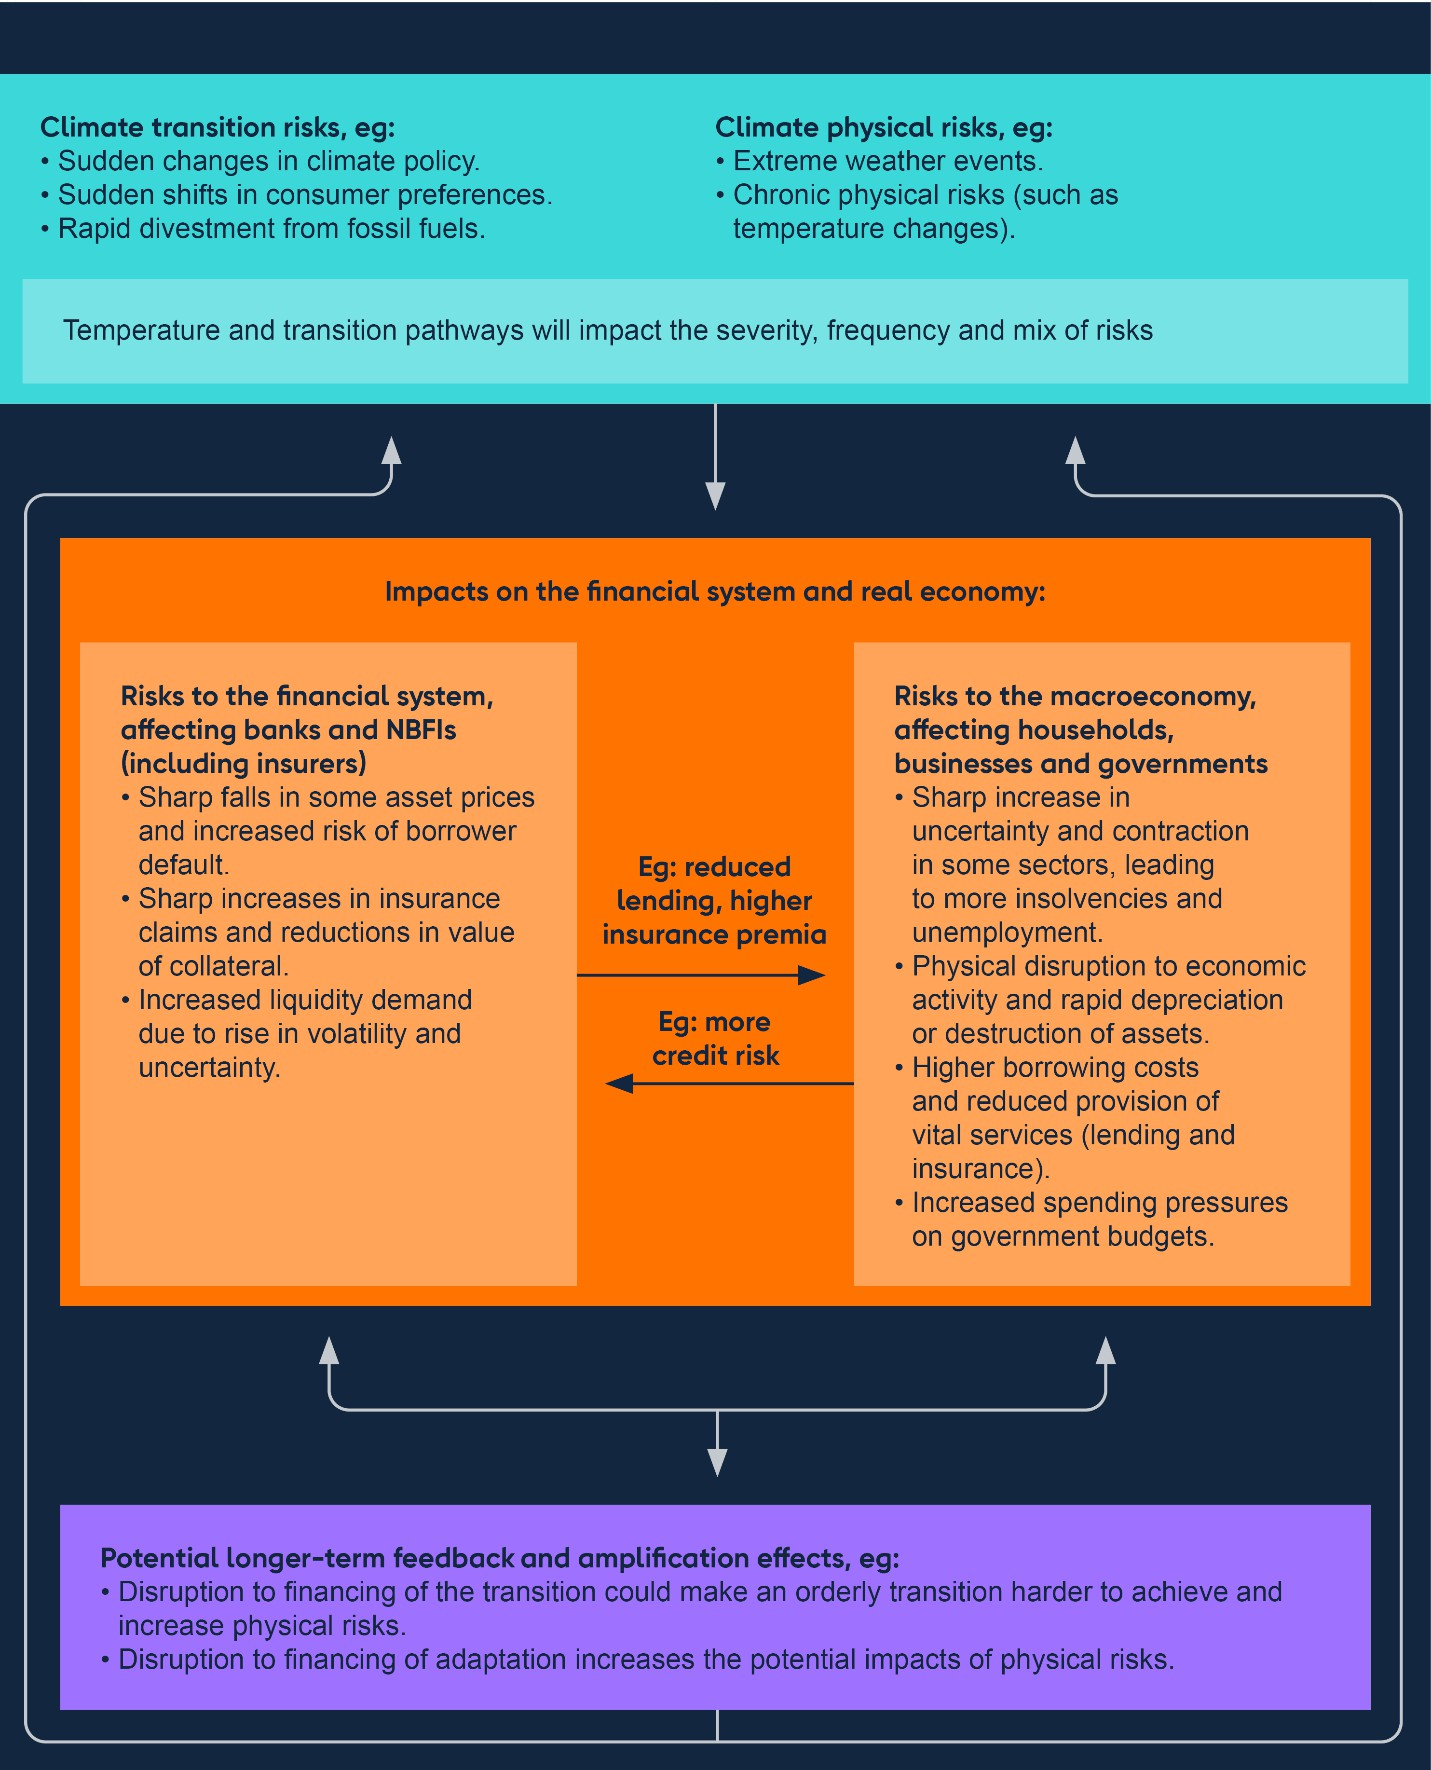 Climate transition risks, eg:
• Sudden changes in climate policy.
• Sudden shifts in consumer preferences.
• Rapid divestment from fossil fuels.
Climate physical risks, eg:
• Extreme weather events.
• Chronic physical risks (such as
temperature changes).
Temperature and transition pathways will impact the severity, frequency and mix of risks
Impacts on the financial system and real economy:
Risks to the financial system,
affecting banks and NBFIs
(including insurers)
• Sharp falls in some asset prices
and increased risk of borrower
default.
• Sharp increases in insurance
claims and reductions in value
of collateral.
• Increased liquidity demand
due to rise in volatility and
uncertainty.
Eg: reduced
lending, higher
insurance premia
Eg: more
credit risk
Risks to the macroeconomy,
affecting households,
businesses and governments
• Sharp increase in
uncertainty and contraction
in some sectors, leading
to more insolvencies and
unemployment.
• Physical disruption to economic
activity and rapid depreciation
or destruction of assets.
• Higher borrowing costs
and reduced provision of
vital services (lending and
insurance).
• Increased spending pressures
on government budgets.
Potential longer-term feedback and amplification effects, eg:
• Disruption to financing of the transition could make an orderly transition harder to achieve and
increase physical risks.
• Disruption to financing of adaptation increases the potential impacts of physical risks.